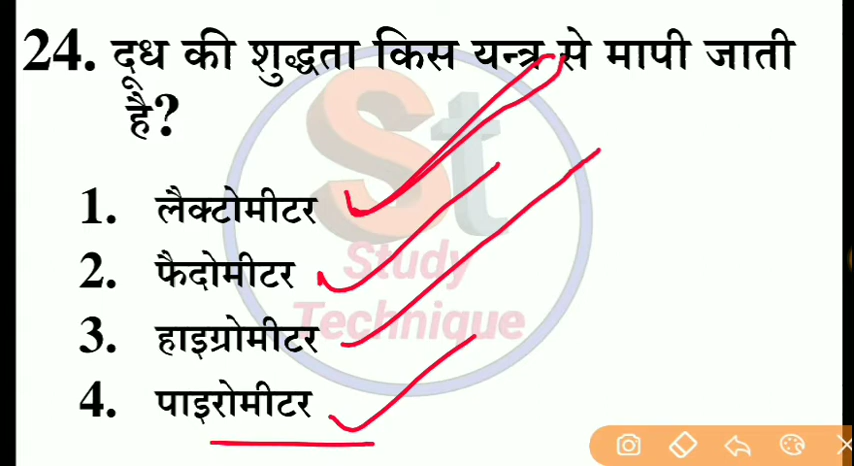 24. दूध की शुद्धता किस यन्त्र से मापी जाती
है?
1. लैक्टोमीटर
2. फैदोमीटर
3. हाइग्रोमीटर
4. पाइरोमीटर
St
Study
Technique